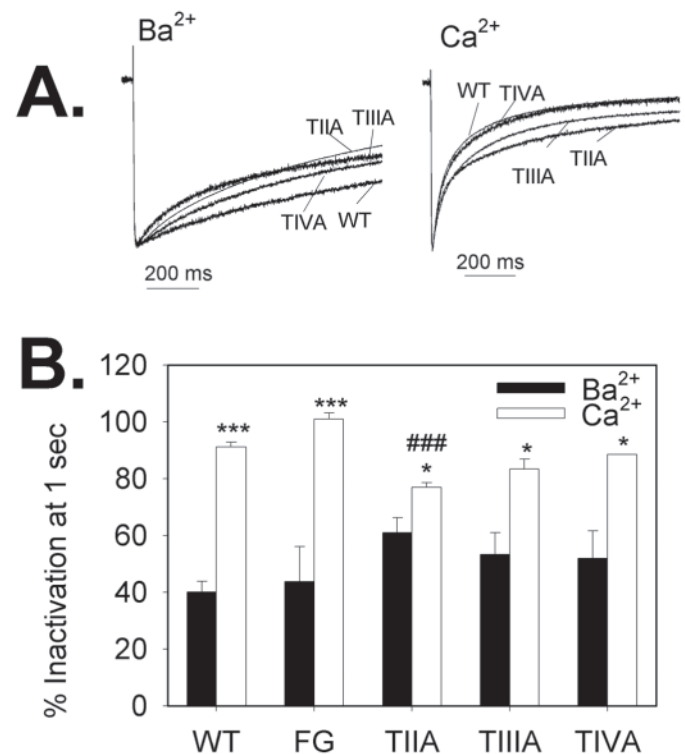 A.
Ba²⁺
TIIA
TIIIA
TIVA
WT
200 ms
Ca²⁺
WT
TIVA
TIIIA
TIIA
200 ms
B.
% Inactivation at 1 sec
120
100
80
60
40
20
0
Ba²⁺
Ca²⁺
***
***
###
*
*
*
WT FG TIIA TIIIA TIVA